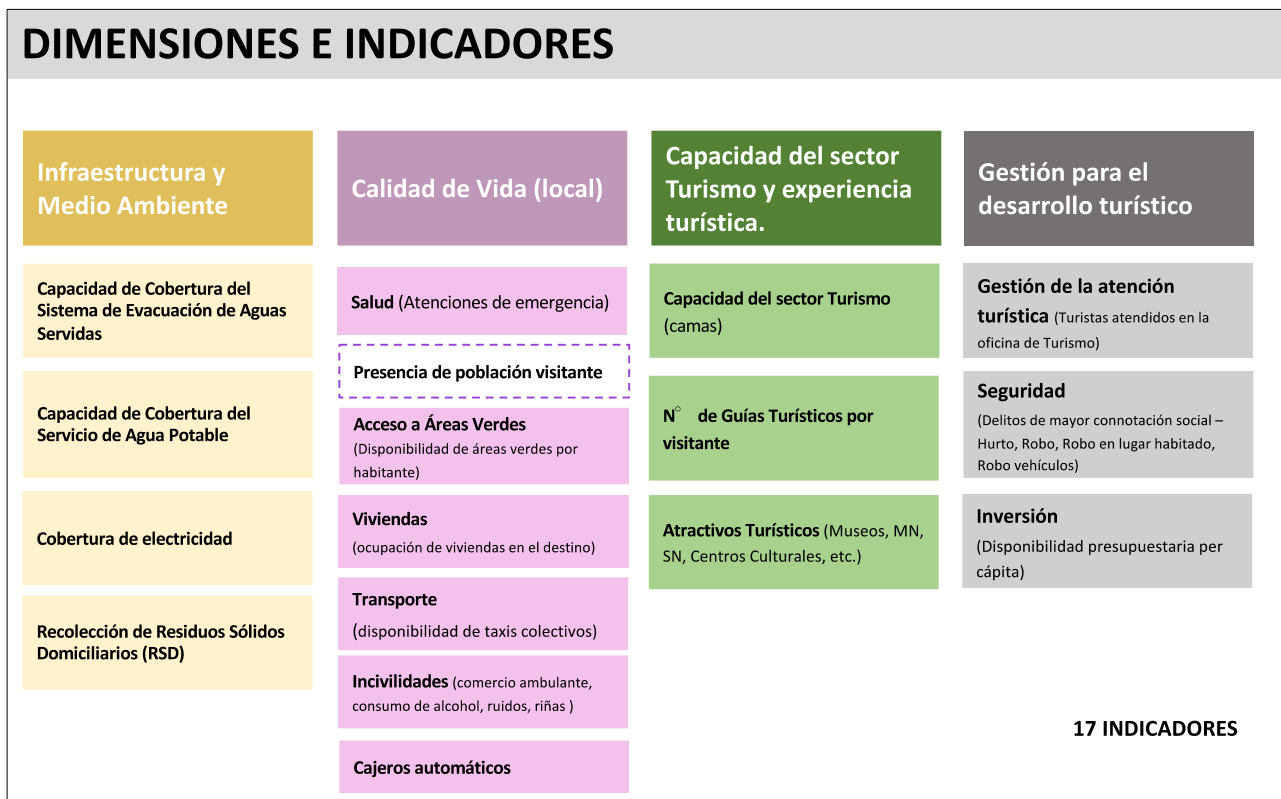 DIMENSIONES E INDICADORES
Infraestructura y
Medio Ambiente
Capacidad de Cobertura del
Sistema de Evacuación de Aguas
Servidas
Capacidad de Cobertura del
Servicio de Agua Potable
Cobertura de electricidad
Recolección de Residuos Sólidos
Domiciliarios (RSD)
Calidad de Vida (local)
Salud (Atenciones de emergencia)
Presencia de población visitante
Acceso a Áreas Verdes
(Disponibilidad de áreas verdes por
habitante)
Viviendas
(ocupación de viviendas en el destino)
Transporte
(disponibilidad de taxis colectivos)
Incivilidades (comercio ambulante,
consumo de alcohol, ruidos, riñas )
Cajeros automáticos
Capacidad del sector
Turismo y experiencia
turística.
Capacidad del sector Turismo
(camas)
N° de Guías Turísticos por
visitante
Atractivos Turísticos (Museos, MN,
SN, Centros Culturales, etc.)
Gestión para el
desarrollo turístico
Gestión de la atención
turística (Turistas atendidos en la
oficina de Turismo)
Seguridad
(Delitos de mayor connotación social –
Hurto, Robo, Robo en lugar habitado,
Robo vehículos)
Inversión
(Disponibilidad presupuestaria per
cápita)
17 INDICADORES